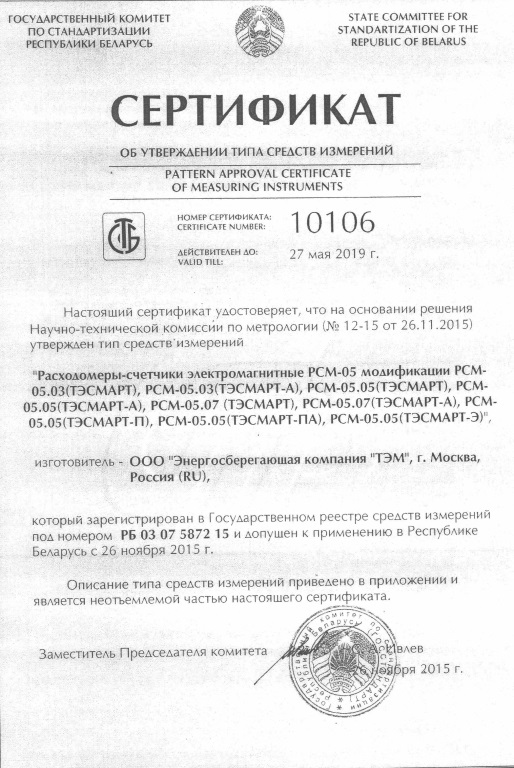 ГОСУДАРСТВЕННЫЙ КОМИТЕТ
ПО СТАНДАРТИЗАЦИИ
РЕСПУБЛИКИ БЕЛАРУСЬ
STATE COMMITTEE FOR
STANDARDIZATION OF THE
REPUBLIC OF BELARUS
СЕРТИФИКАТ
ОБ УТВЕРЖДЕНИИ ТИПА СРЕДСТВ ИЗМЕРЕНИЙ
PATTERN APPROVAL CERTIFICATE
OF MEASURING INSTRUMENTS
СТБ
НОМЕР СЕРТИФИКАТА:
CERTIFICATE NUMBER:
10106
ДЕЙСТВИТЕЛЕН ДО:
VALID TILL:
27 мая 2019 г.
Настоящий сертификат удостоверяет, что на основании решения
Научно-технической комиссии по метрологии (№ 12-15 от 26.11.2015)
утвержден тип средств измерений
"Расходомеры-счетчики электромагнитные РСМ-05 модификации РСМ-
05.03(ТЭСМАРТ), РСМ-05.03(ТЭСМАРТ-А), РСМ-05.05(ТЭСМАРТ), РСМ-
05.05(ТЭСМАРТ-А), РСМ-05.07 (ТЭСМАРТ), РСМ-05.07(ТЭСМАРТ-А), РСМ-
05.05(ТЭСМАРТ-П), РСМ-05.05(ТЭСМАРТ-ПА), РСМ-05.05(ТЭСМАРТ-Э)",
изготовитель - ООО "Энергосберегающая компания "ТЭМ", г. Москва,
Россия (RU),
который зарегистрирован в Государственном реестре средств измерений
под номером РБ 03 07 5872 15 и допущен к применению в Республике
Беларусь с 26 ноября 2015 г.
Описание типа средств измерений приведено в приложении и
является неотъемлемой частью настоящего сертификата.
Заместитель Председателя комитета
Ивлев
26 ноября 2015 г.